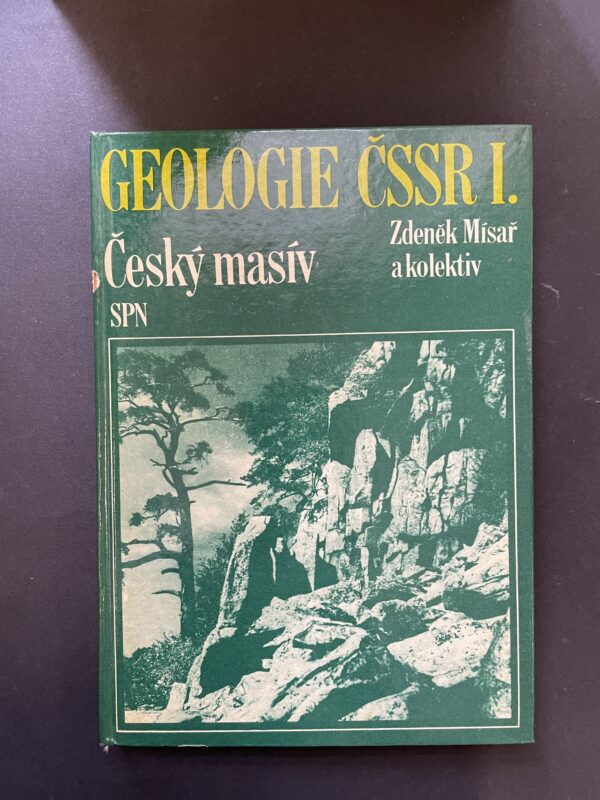 GEOLOGIE ČSSR I.
Český masív
Zdeněk Mísař
a kolektiv
SPN